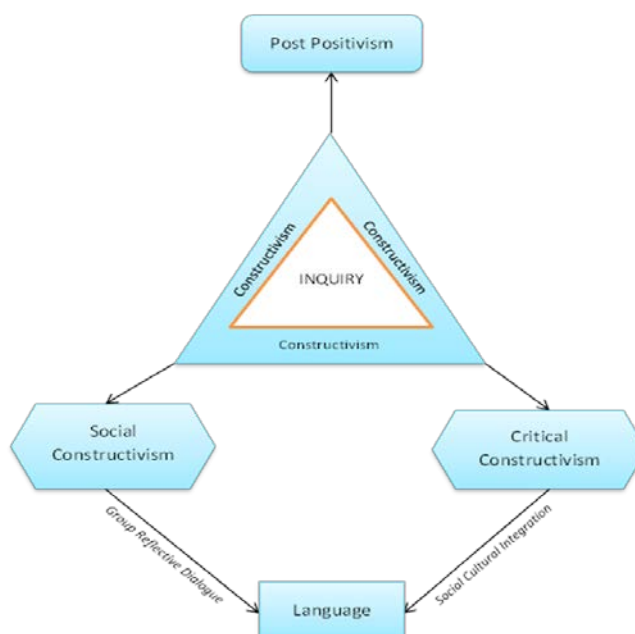 Post Positivism
Constructivism
Constructivism
INQUIRY
Constructivism
Social
Constructivism
Critical
Constructivism
Group Reflective Dialogue
Social Cultural Integration
Language